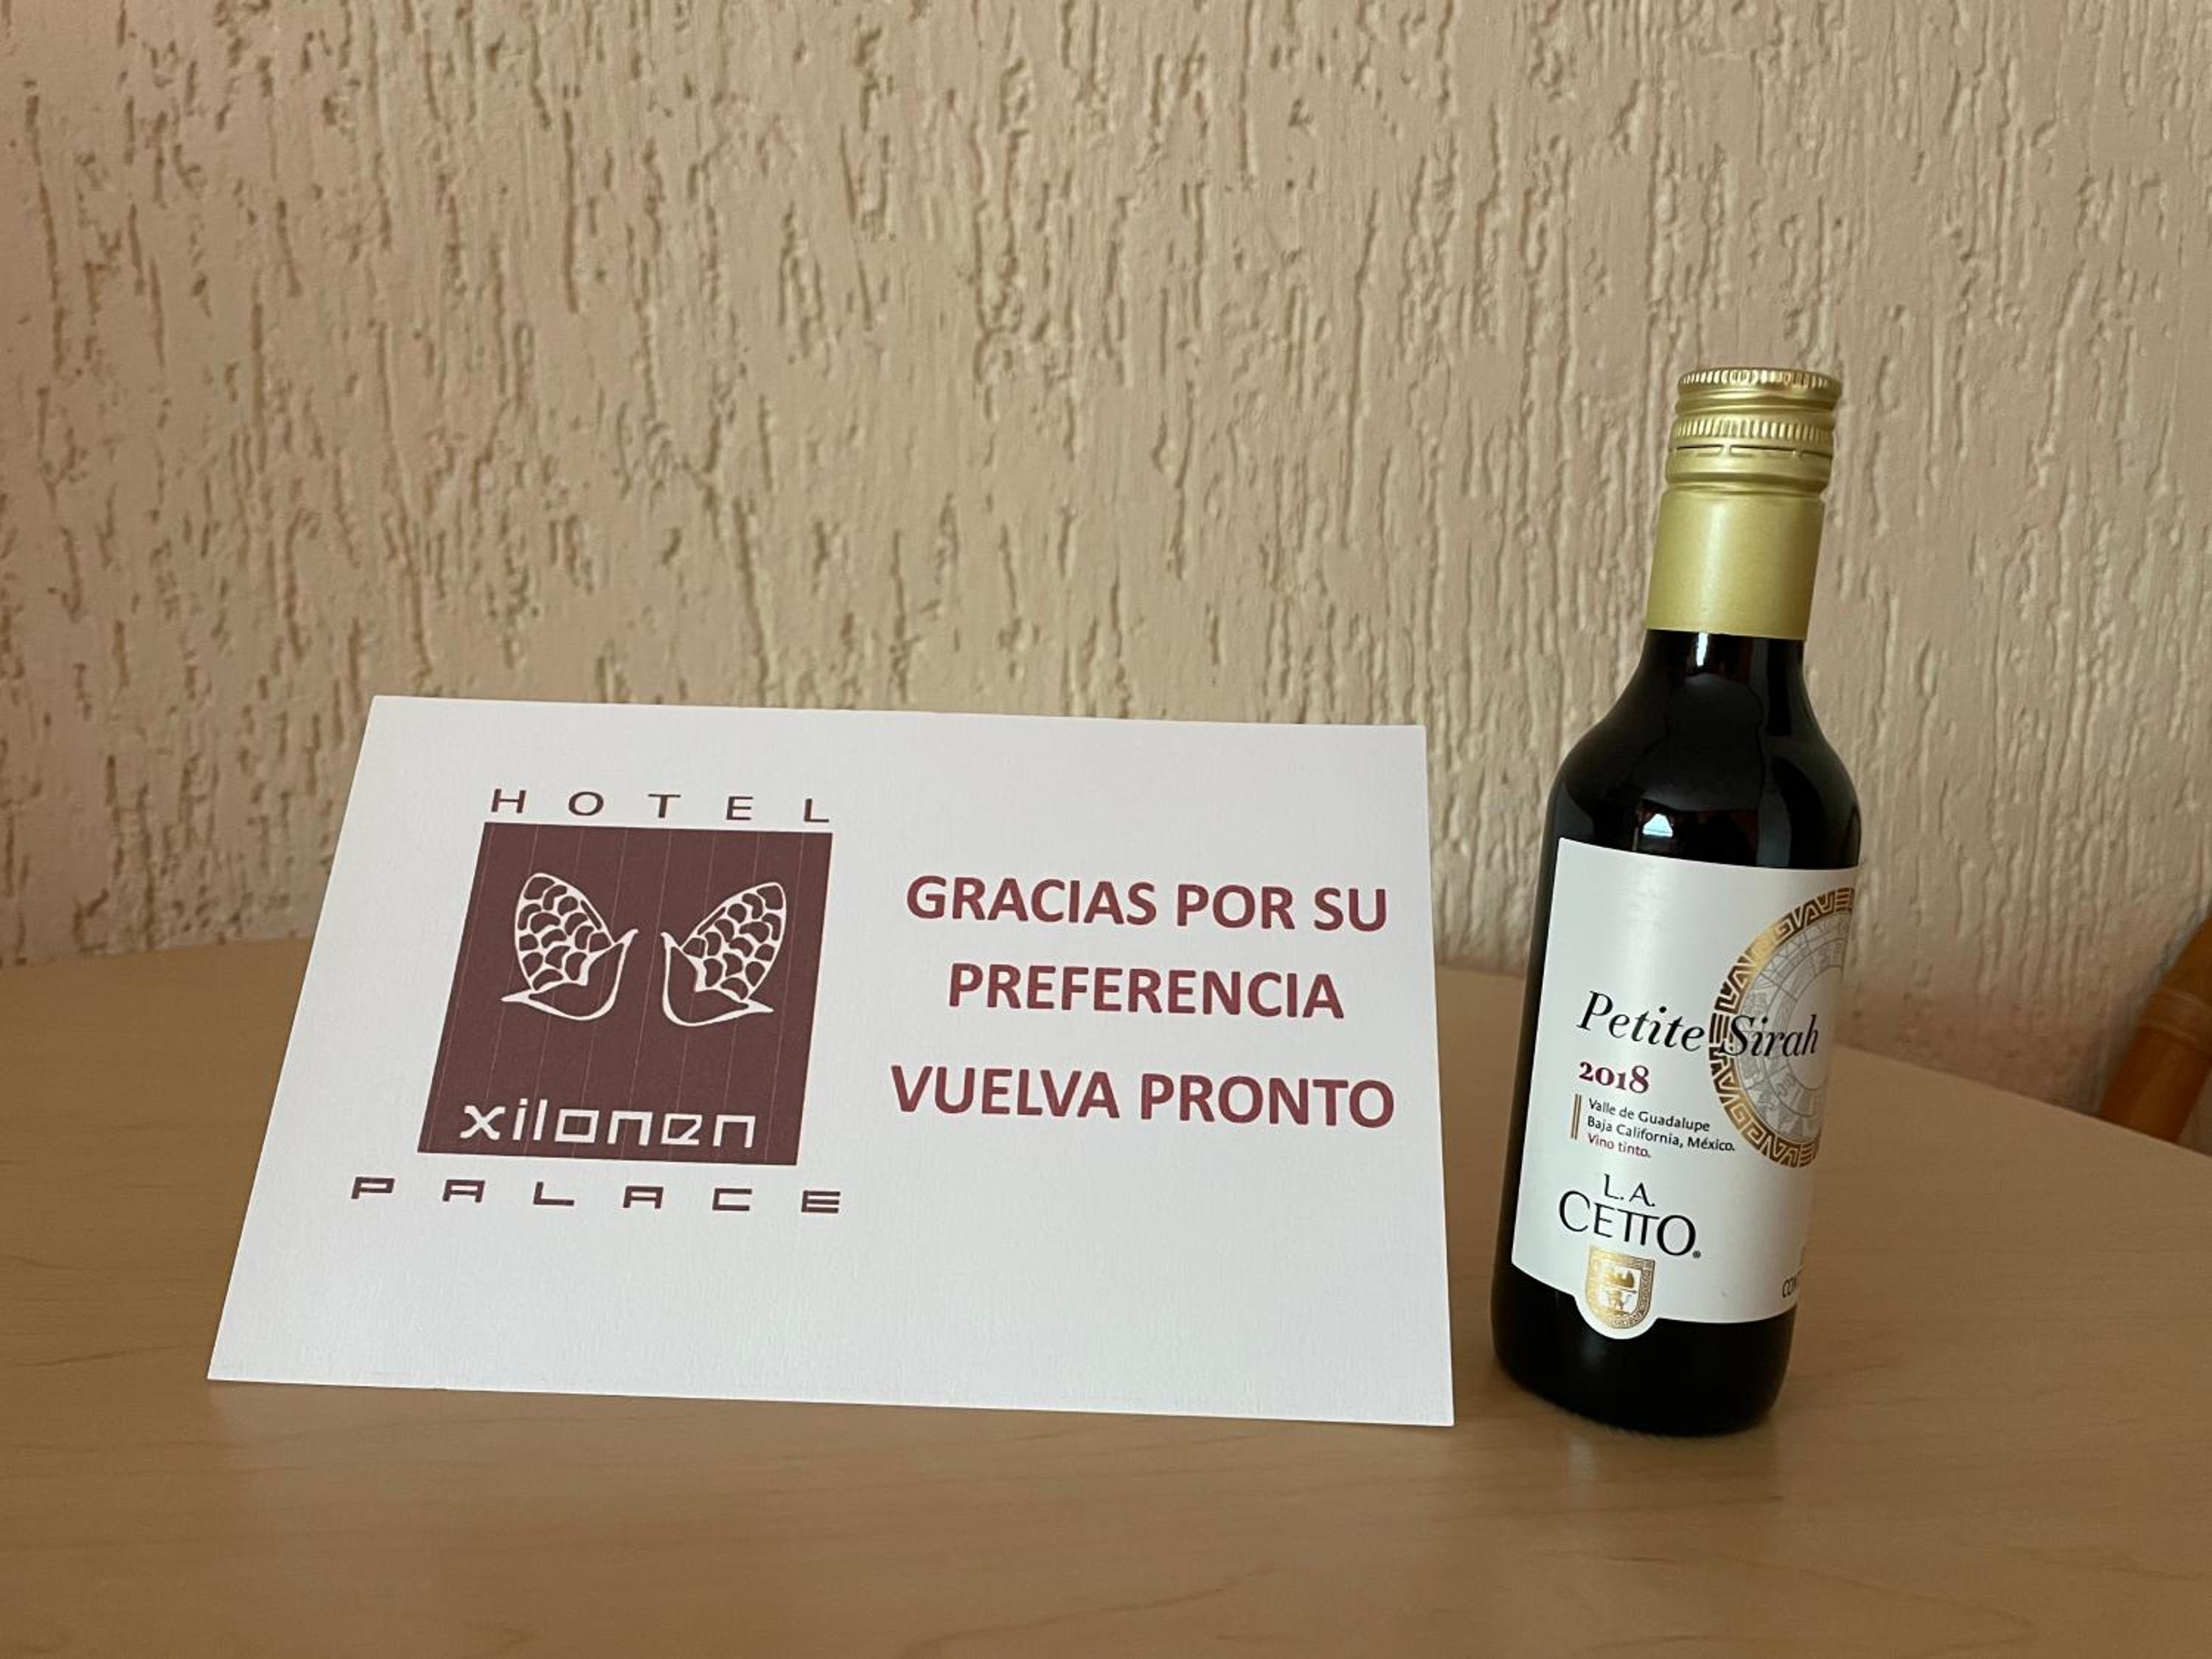 HOTEL
xilonen
PALACE
GRACIAS POR SU
PREFERENCIA
VUELVA PRONTO
Petite Sirah
2018
Valle de Guadalupe
Baja California, México.
Vino tinto.
L.A.
CETTO®